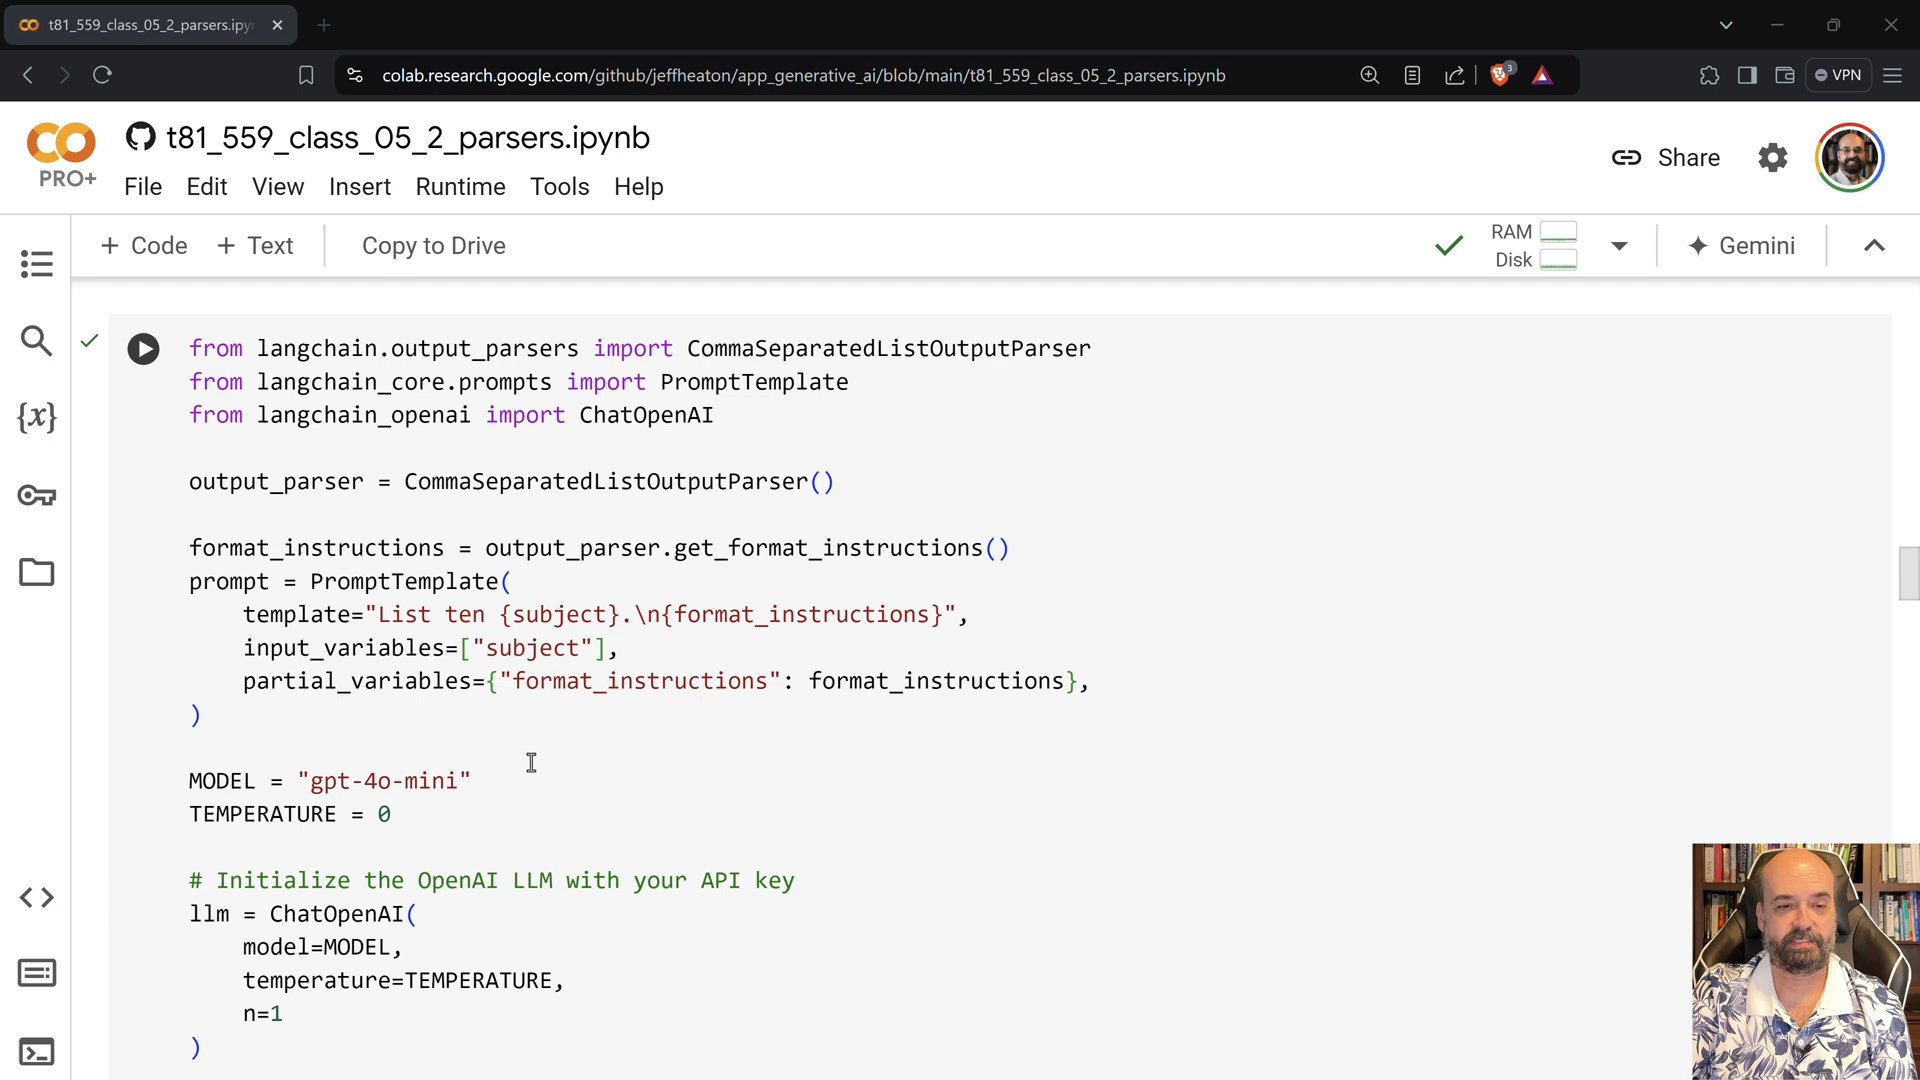 t81_559_class_05_2_parsers.ipy
colab.research.google.com/github/jeffheaton/app_generative_ai/blob/main/t81_559_class_05_2_parsers.ipynb
3
VPN
PRO+
t81_559_class_05_2_parsers.ipynb
File Edit View Insert Runtime Tools Help
Share
+ Code + Text Copy to Drive
RAM
Disk
Gemini
{x}
from langchain.output_parsers import CommaSeparatedListOutputParser
from langchain_core.prompts import PromptTemplate
from langchain_openai import ChatOpenAI
output_parser = CommaSeparatedListOutputParser()
format_instructions = output_parser.get_format_instructions()
prompt = PromptTemplate(
    template="List ten {subject}.\n{format_instructions}",
    input_variables=["subject"],
    partial_variables={"format_instructions": format_instructions},
)
MODEL = "gpt-4o-mini"
TEMPERATURE = 0
# Initialize the OpenAI LLM with your API key
llm = ChatOpenAI(
    model=MODEL,
    temperature=TEMPERATURE,
    n=1
)